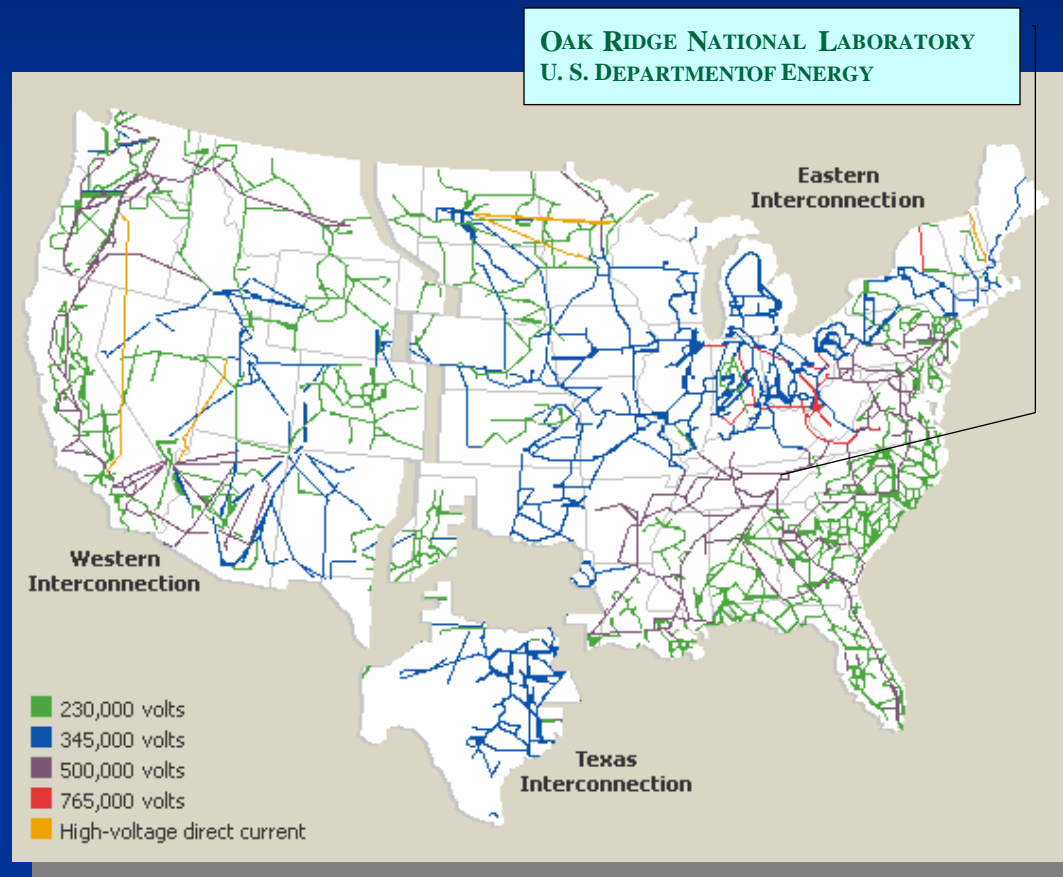 OAK RIDGE NATIONAL LABORATORY
U. S. DEPARTMENTOF ENERGY
Eastern
Interconnection
Western
Interconnection
Texas
Interconnection
230,000 volts
345,000 volts
500,000 volts
765,000 volts
High-voltage direct current